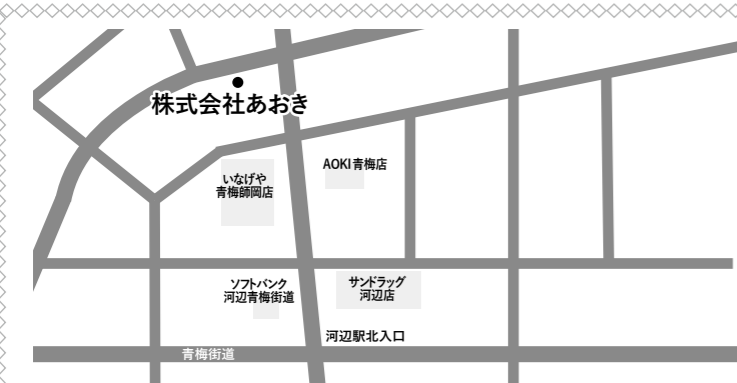 株式会社あおき
AOKI青梅店
いなげや
青梅師岡店
ソフトバンク
河辺青梅街道
サンドラッグ
河辺店
河辺駅北入口
青梅街道